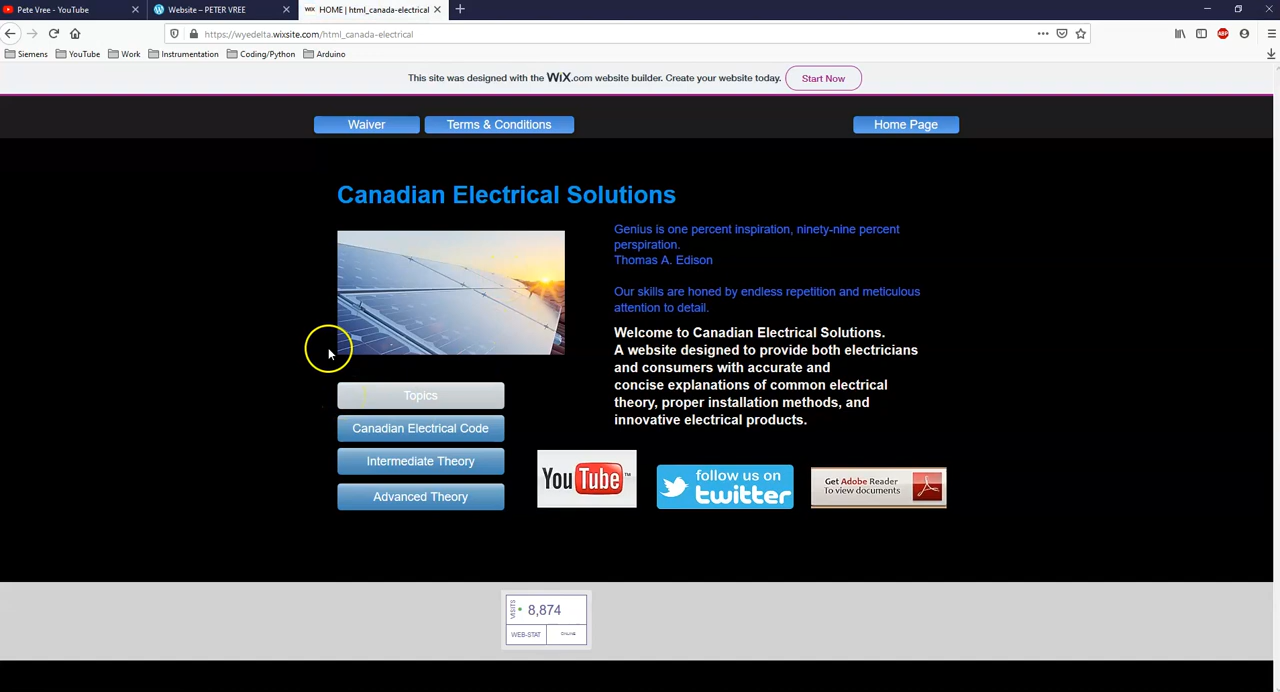 Pete Vree - YouTube
Website – PETER VREE
WIX HOME | html_canada-electrical
https://wyedelta.wixsite.com/html_canada-electrical
ABP
Siemens YouTube Work Instrumentation Coding/Python Arduino
This site was designed with the WiX.com website builder. Create your website today. Start Now
Waiver Terms & Conditions Home Page
Canadian Electrical Solutions
Genius is one percent inspiration, ninety-nine percent
perspiration.
Thomas A. Edison
Our skills are honed by endless repetition and meticulous
attention to detail.
Welcome to Canadian Electrical Solutions.
A website designed to provide both electricians
and consumers with accurate and
concise explanations of common electrical
theory, proper installation methods, and
innovative electrical products.
Topics
Canadian Electrical Code
Intermediate Theory
Advanced Theory
YouTube™
follow us on
twitter
Get Adobe Reader
To view documents
VISITS
8,874
WEB-STAT ONLINE